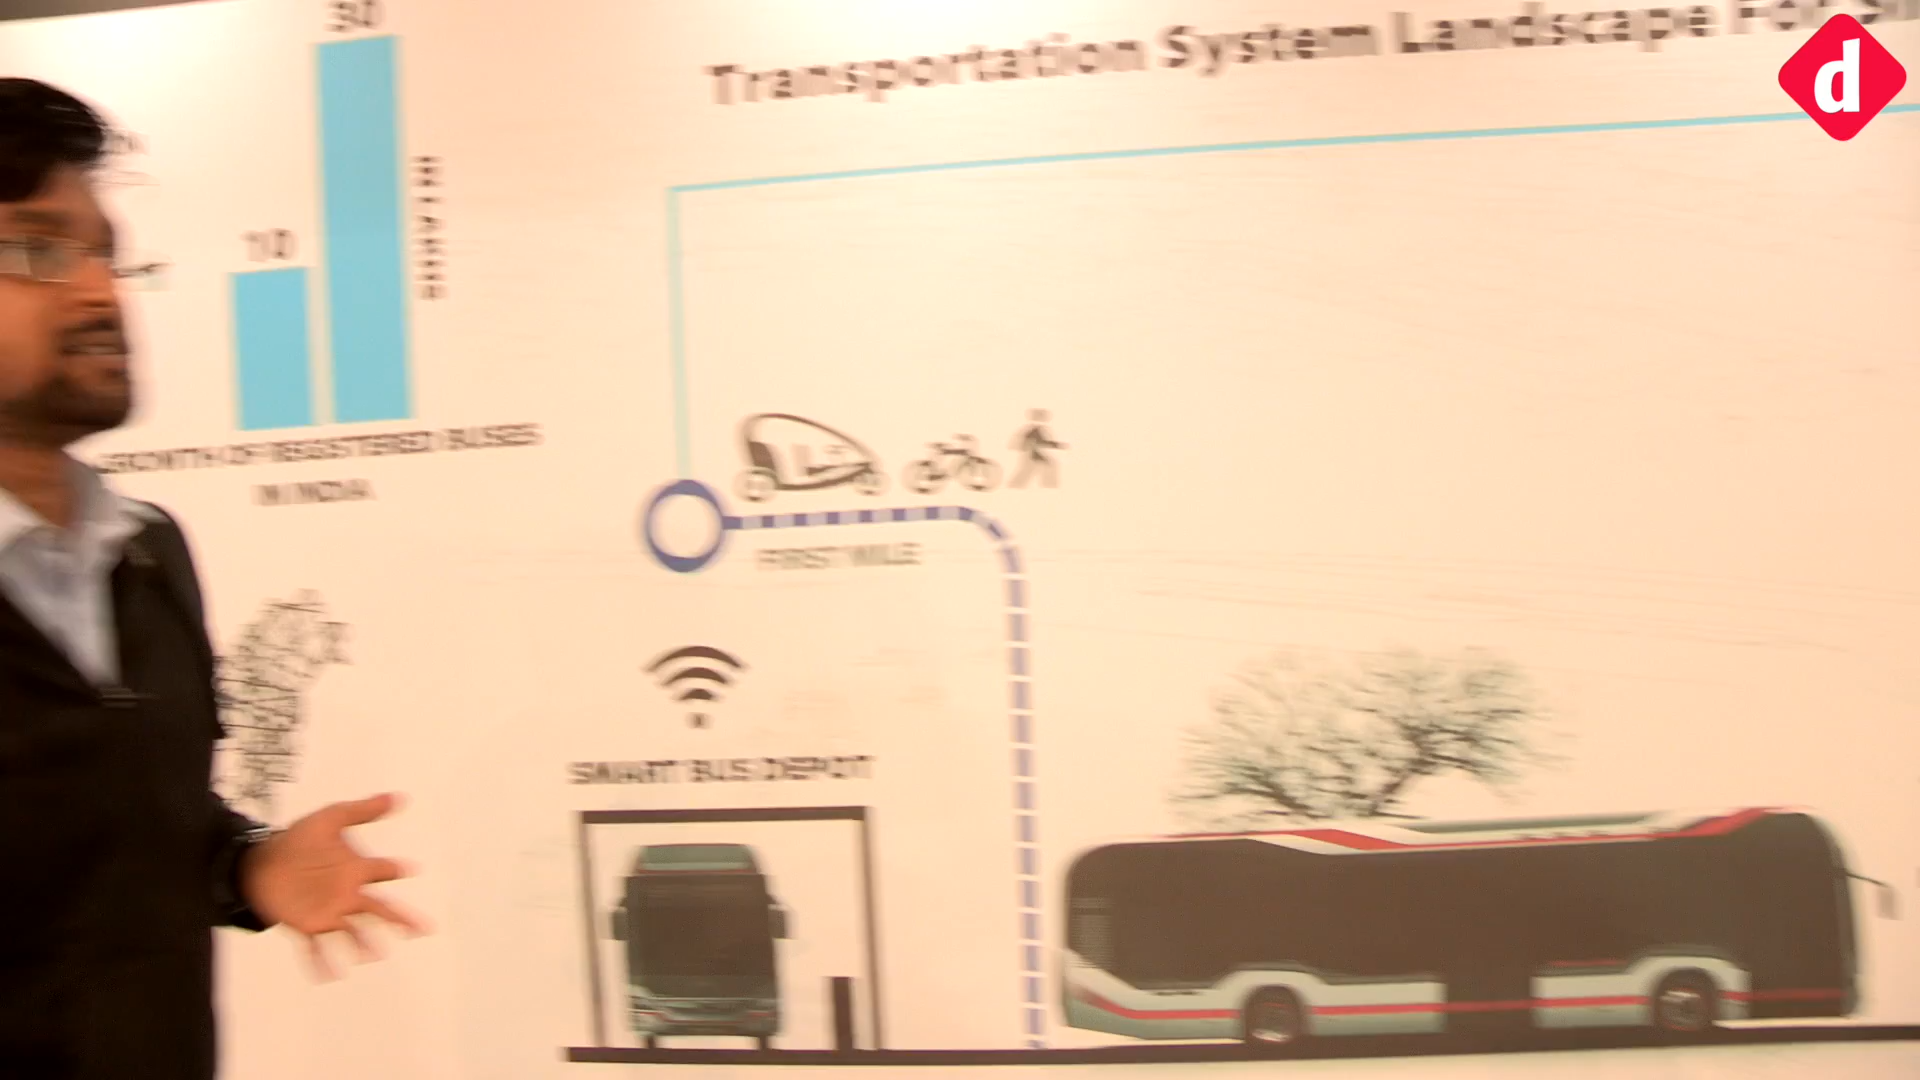 30
Transportation System Landscape For
d
10
GROWTH OF REGISTERED BUSES
IN INDIA
FIRST MILE
SMART BUS DEPOT